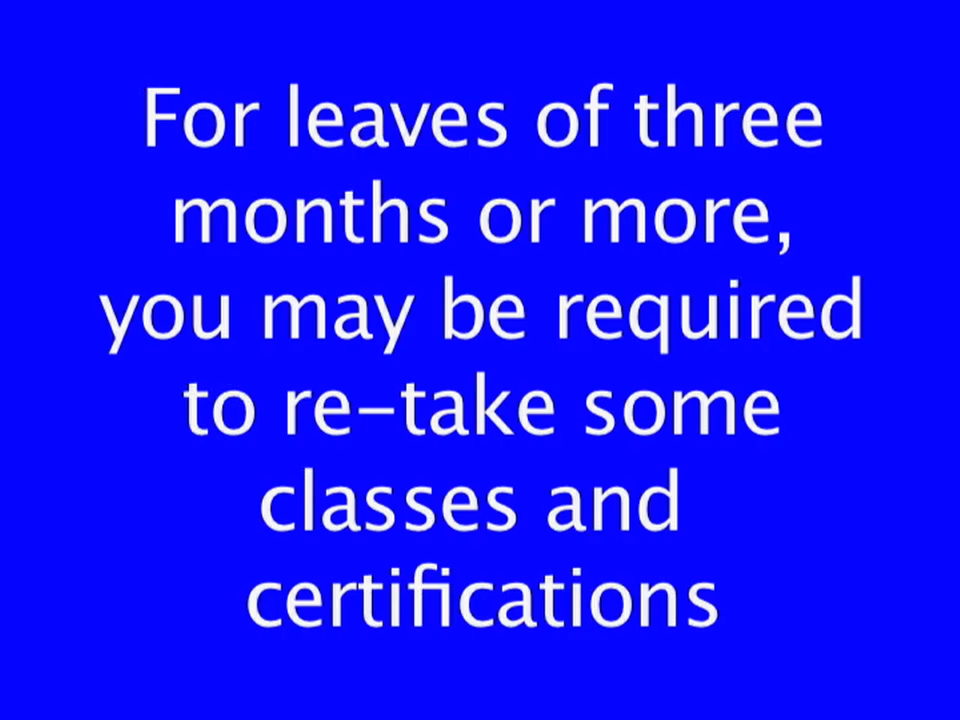 For leaves of three
months or more,
you may be required
to re-take some
classes and
certifications